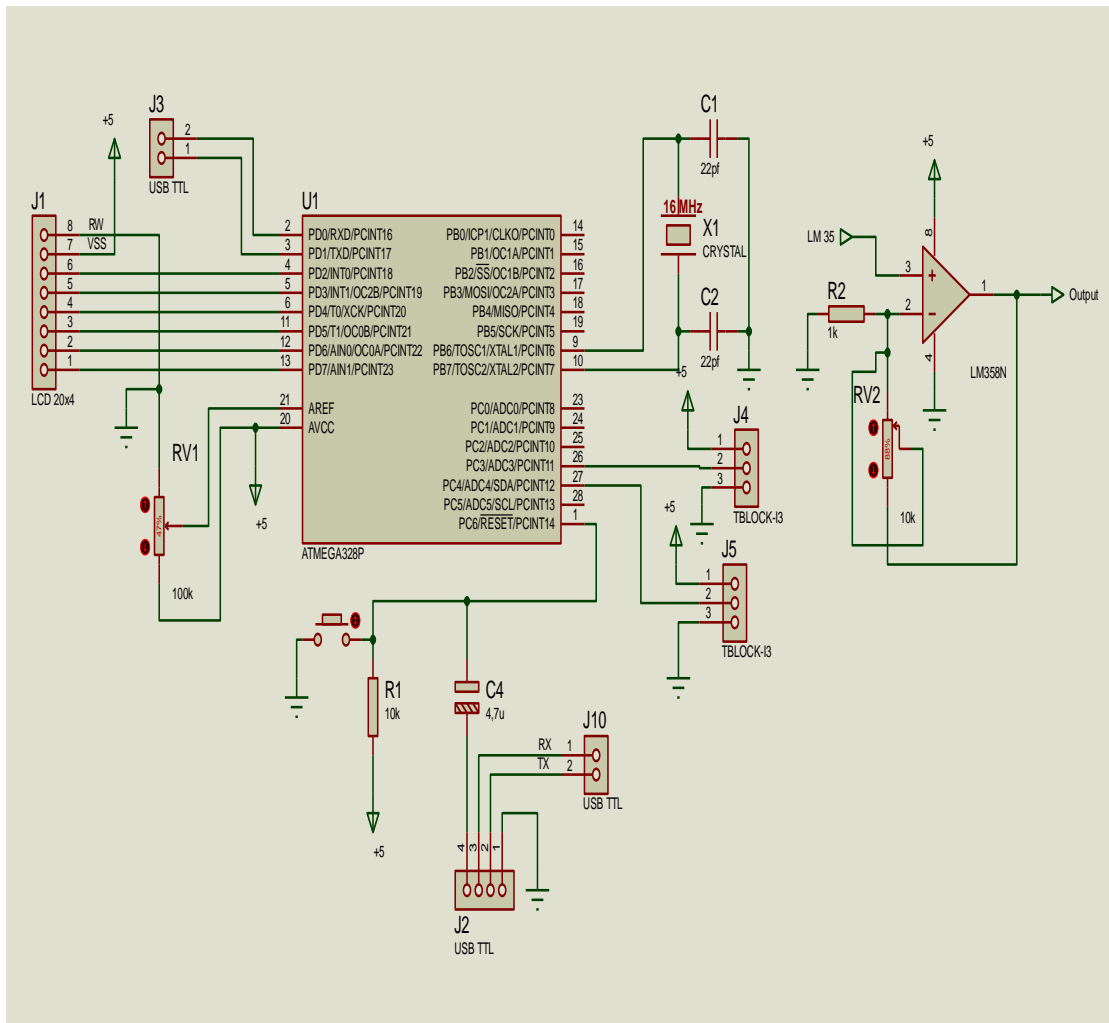 J3
+5
2
1
USB TTL
J1
8 RW
7 VSS
6
5
4
3
2
1
LCD 20x4
U1
2 PD0/RXD/PCINT16
3 PD1/TXD/PCINT17
4 PD2/INT0/PCINT18
5 PD3/INT1/OC2B/PCINT19
6 PD4/T0/XCK/PCINT20
11 PD5/T1/OC0B/PCINT21
12 PD6/AIN0/OC0A/PCINT22
13 PD7/AIN1/PCINT23
21 AREF
20 AVCC
PB0/ICP1/CLKO/PCINT0 14
PB1/OC1A/PCINT1 15
PB2/SS/OC1B/PCINT2 16
PB3/MOSI/OC2A/PCINT3 17
PB4/MISO/PCINT4 18
PB5/SCK/PCINT5 19
PB6/TOSC1/XTAL1/PCINT6 9
PB7/TOSC2/XTAL2/PCINT7 10
PC0/ADC0/PCINT8 23
PC1/ADC1/PCINT9 24
PC2/ADC2/PCINT10 25
PC3/ADC3/PCINT11 26
PC4/ADC4/SDA/PCINT12 27
PC5/ADC5/SCL/PCINT13 28
PC6/RESET/PCINT14 1
ATMEGA328P
RV1
47%
100k
+5
C1
22pf
16 MHz
X1
CRYSTAL
C2
22pf
+5
J4
1
2
3
TBLOCK-I3
+5
J5
1
2
3
TBLOCK-I3
+5
LM 35
8
3
2
1
4
Output
R2
1k
LM358N
RV2
88%
10k
R1
10k
+5
C4
4,7u
J10
RX 1
TX 2
USB TTL
4
3
2
1
J2
USB TTL